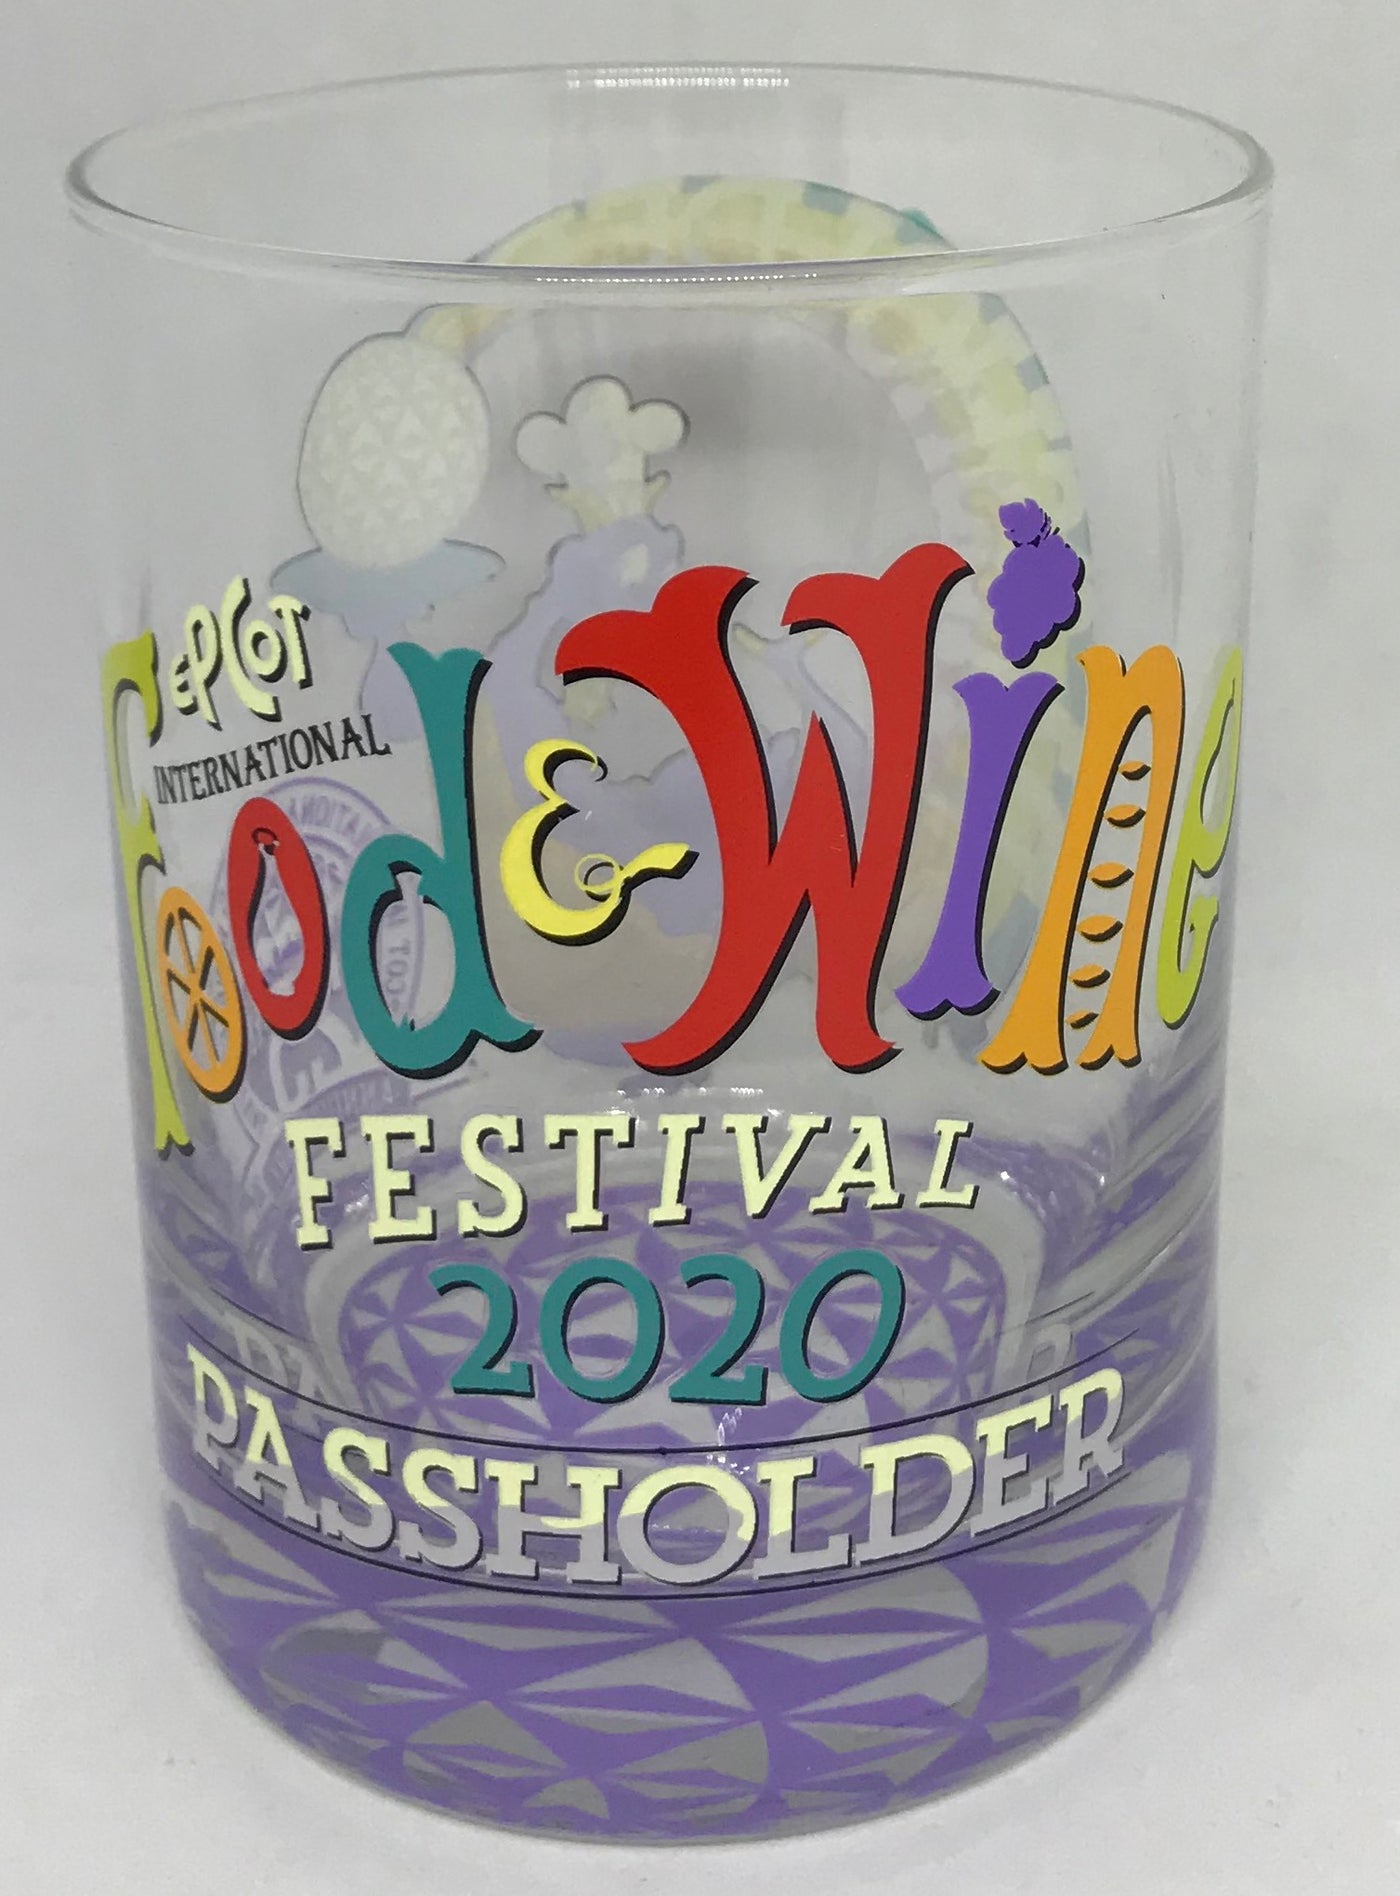 EPCOT
INTERNATIONAL
Food & Wine
FESTIVAL
2020
PASSHOLDER